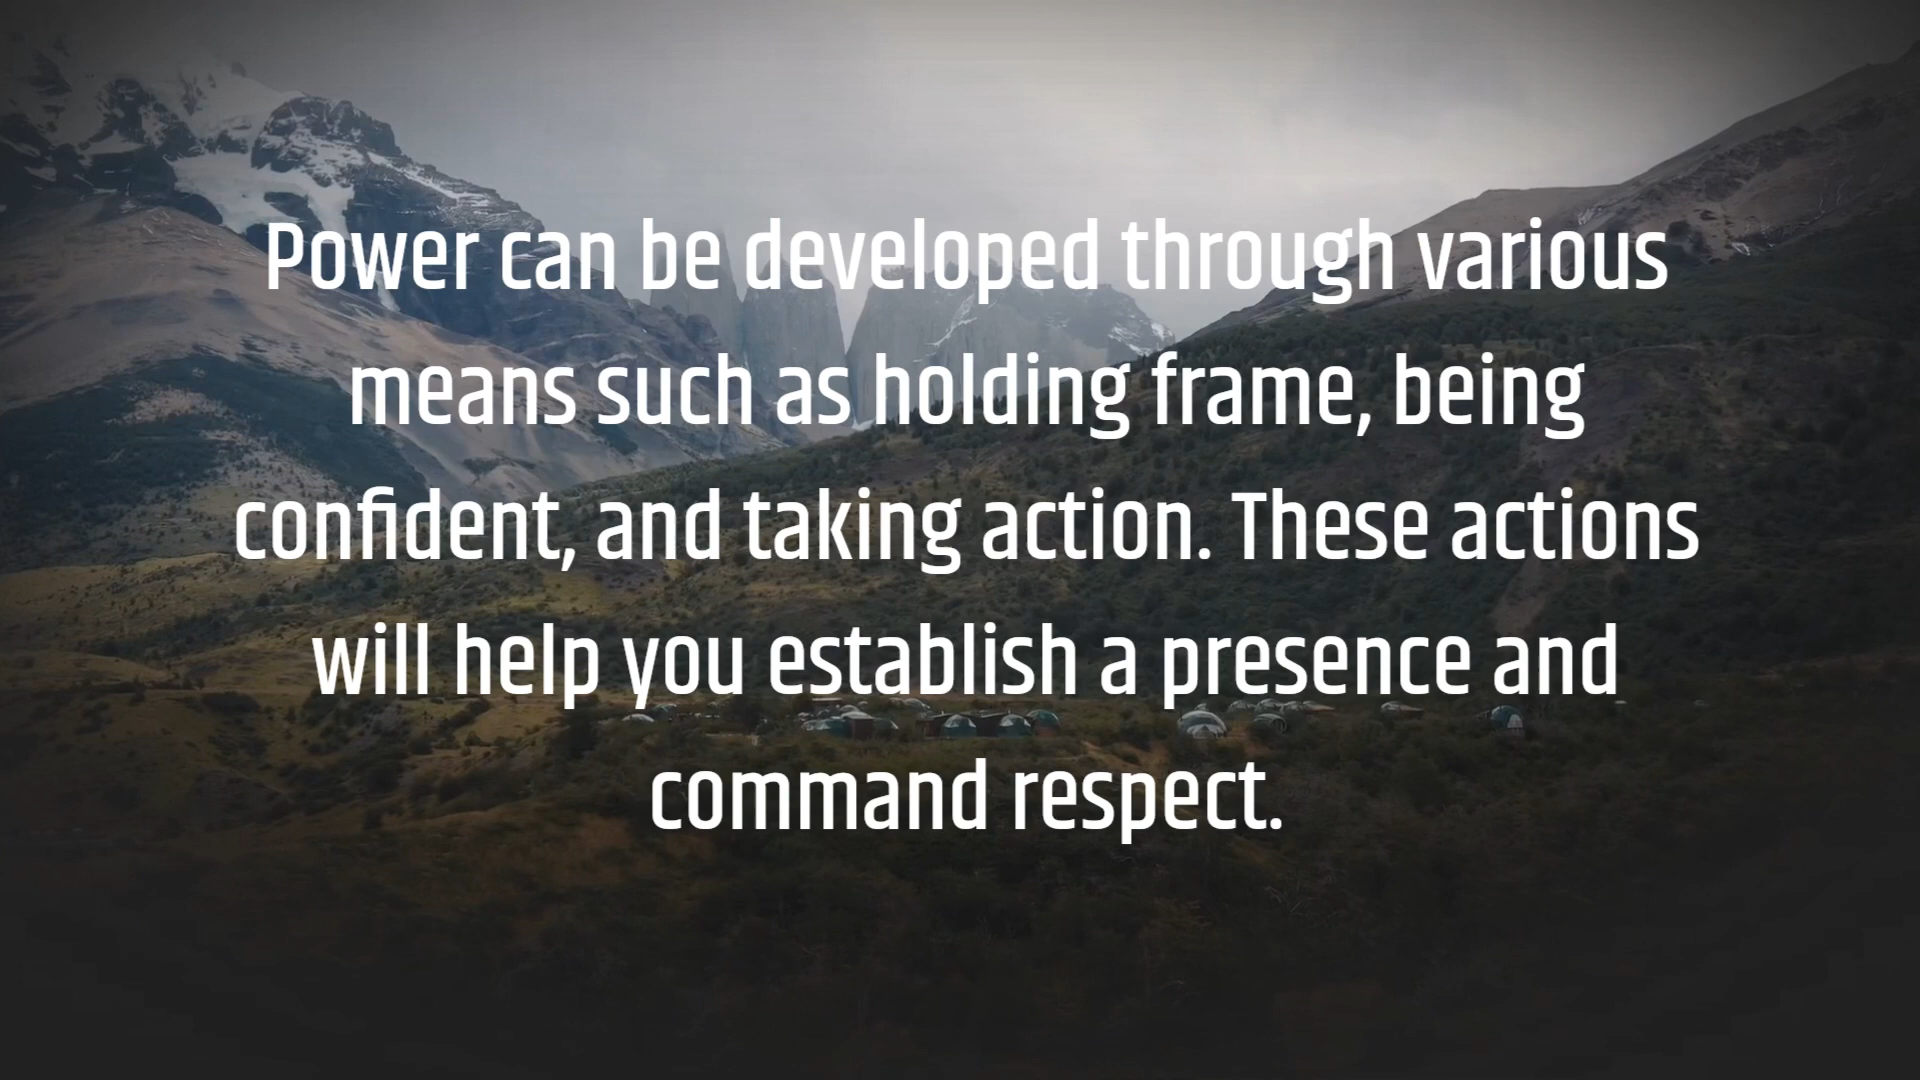 Power can be developed through various
means such as holding frame, being
confident, and taking action. These actions
will help you establish a presence and
command respect.